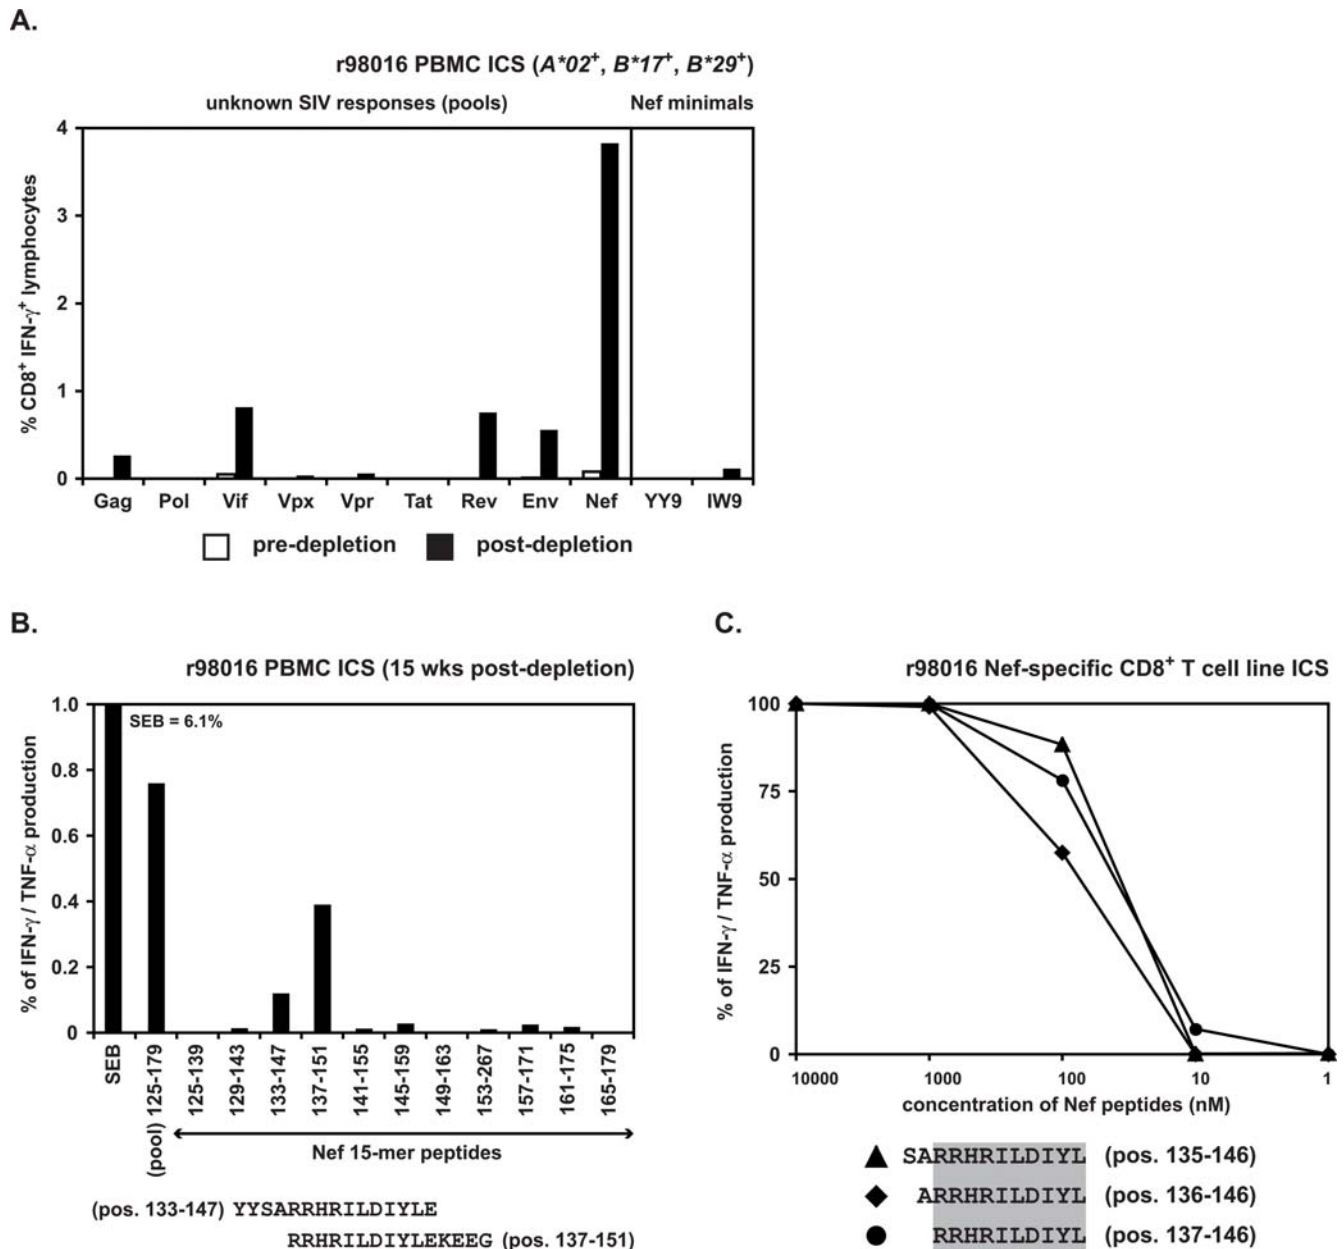 A.
r98016 PBMC ICS (A*02+, B*17+, B*29+)
unknown SIV responses (pools) Nef minimals
% CD8+ IFN-γ+ lymphocytes
4
3
2
1
0
Gag Pol Vif Vpx Vpr Tat Rev Env Nef YY9 IW9
pre-depletion post-depletion
B.
r98016 PBMC ICS (15 wks post-depletion)
% of IFN-γ / TNF-α production
1.0
0.8
0.6
0.4
0.2
0
SEB = 6.1%
SEB
(pool) 125-179
125-139
129-143
133-147
137-151
141-155
145-159
149-163
153-267
157-171
161-175
165-179
Nef 15-mer peptides
(pos. 133-147) YYSARRHRILDIYLE
RRHRILDIYLEKEEG (pos. 137-151)
C.
r98016 Nef-specific CD8+ T cell line ICS
% of IFN-γ / TNF-α production
100
75
50
25
0
10000 1000 100 10 1
concentration of Nef peptides (nM)
SARRHRILDIYL (pos. 135-146)
ARRHRILDIYL (pos. 136-146)
RRHRILDIYL (pos. 137-146)